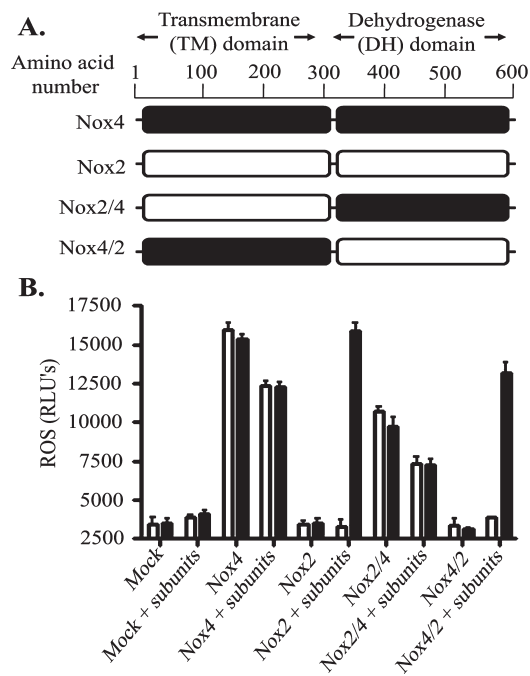 A.
Transmembrane Dehydrogenase
(TM) domain (DH) domain
Amino acid
number
1 100 200 300 400 500 600
Nox4
Nox2
Nox2/4
Nox4/2
B.
ROS (RLU's)
17500
15000
12500
10000
7500
5000
2500
Mock
Mock + subunits
Nox4
Nox4 + subunits
Nox2
Nox2 + subunits
Nox2/4
Nox2/4 + subunits
Nox4/2
Nox4/2 + subunits